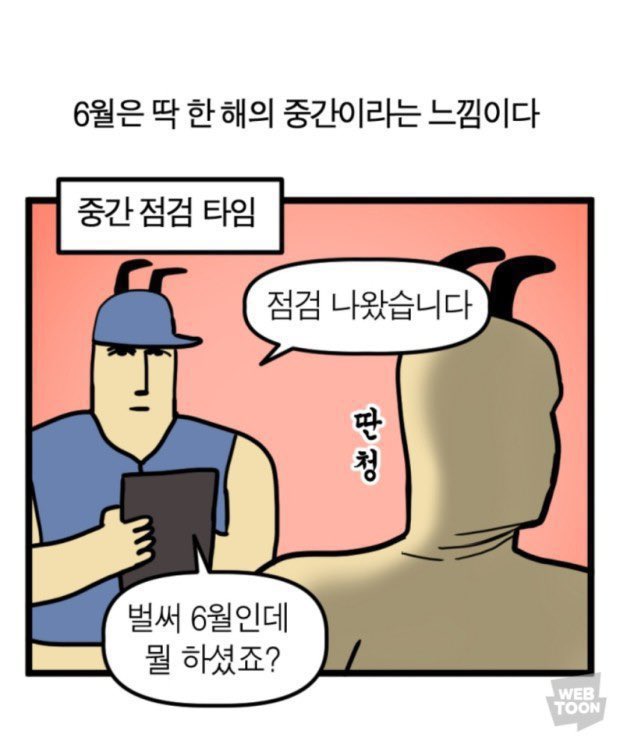 6월은 딱 한 해의 중간이라는 느낌이다
중간 점검 타임
점검 나왔습니다
딴청
벌써 6월인데
뭘 하셨죠?
WEB
TOON